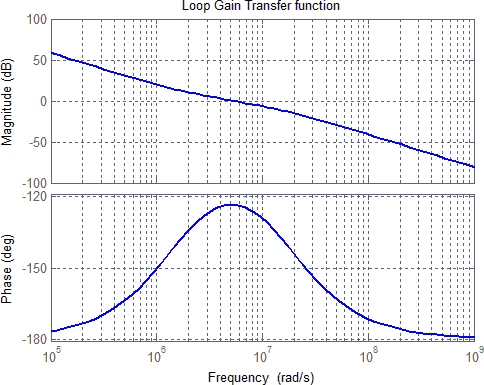 Loop Gain Transfer function
100
50
0
-50
-100
Magnitude (dB)
-120
-150
-180
Phase (deg)
10^5 10^6 10^7 10^8 10^9
Frequency (rad/s)